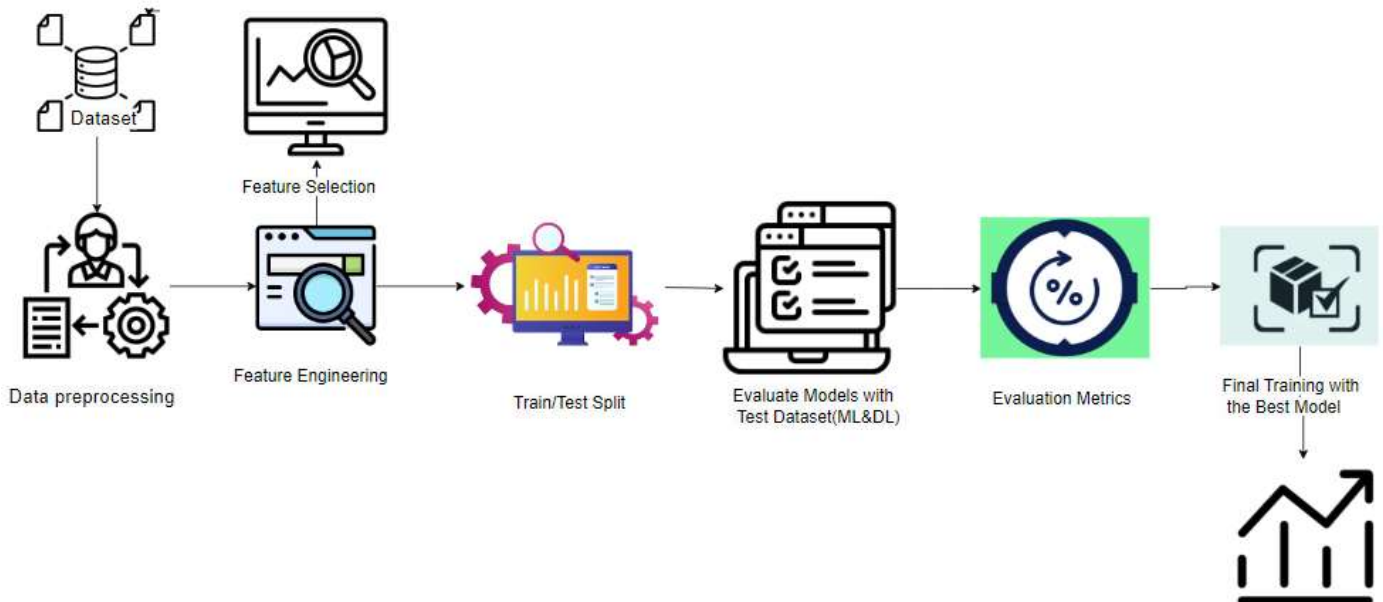 Dataset
Feature Selection
Data preprocessing
Feature Engineering
Train/Test Split
Evaluate Models with
Test Dataset(ML&DL)
%
Evaluation Metrics
Final Training with
the Best Model